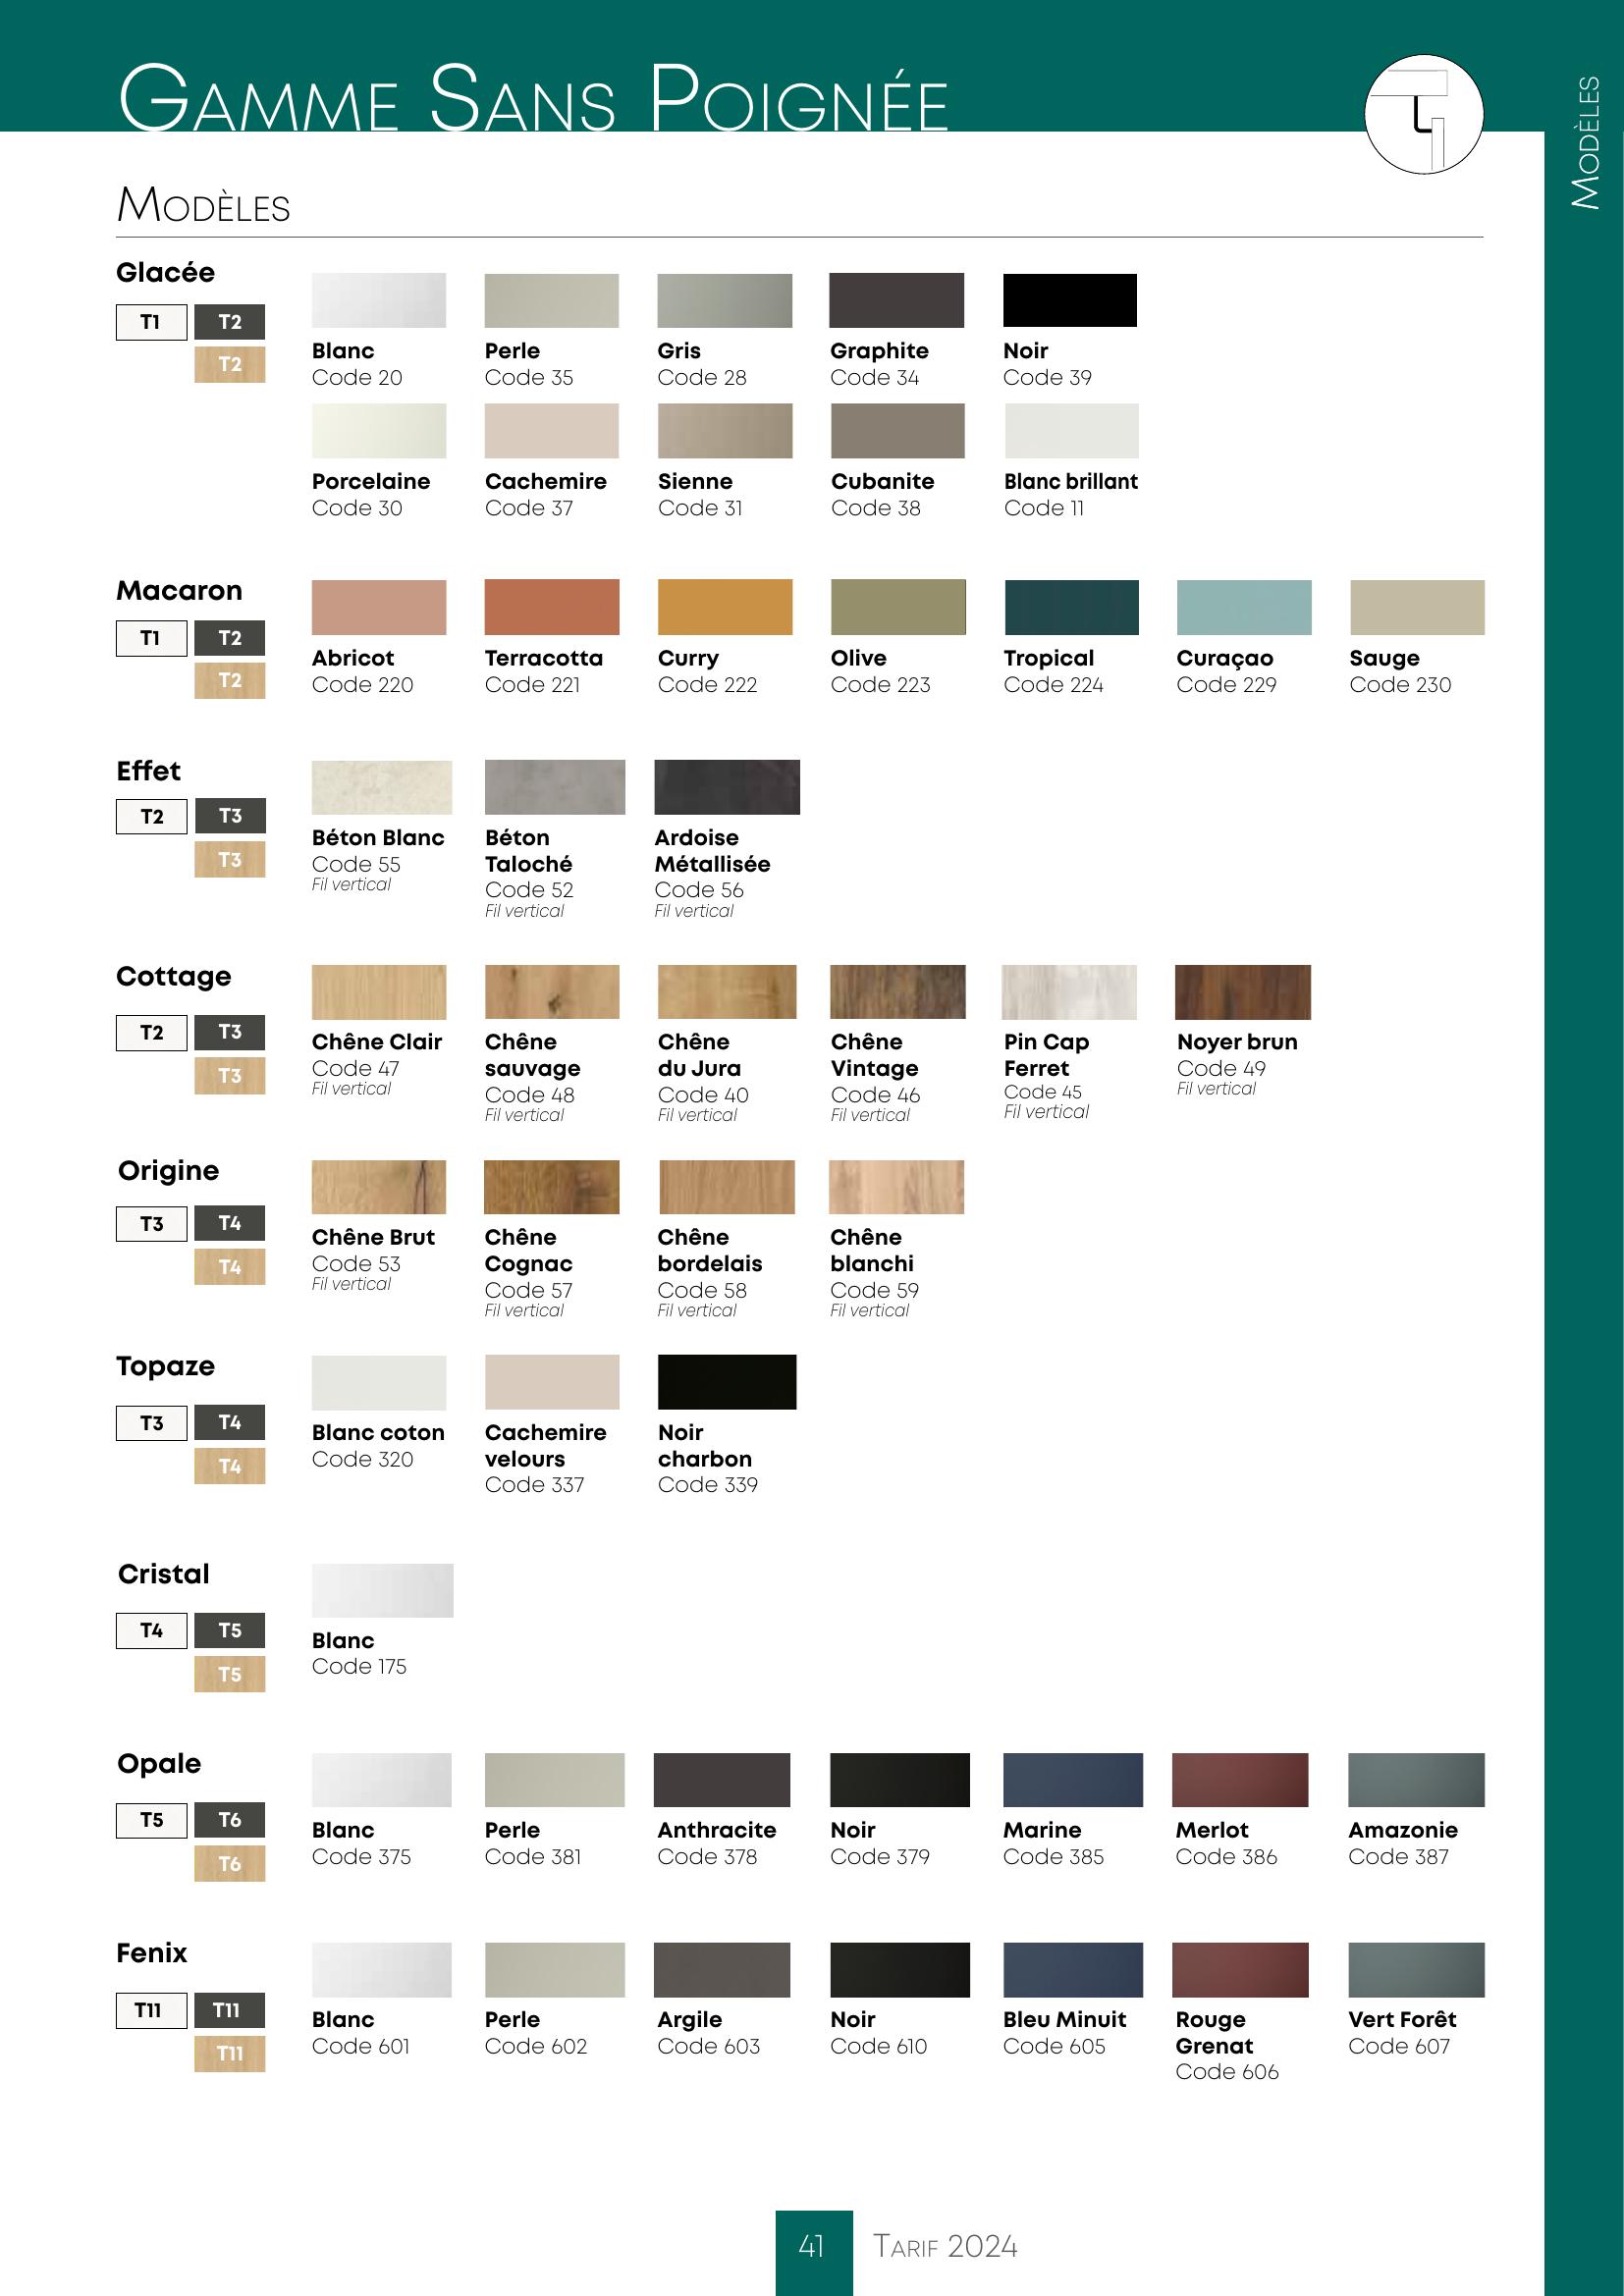 Gamme Sans Poignée
Modèles
Modèles
Glacée
T1 T2
T2
Blanc Perle Gris Graphite Noir
Code 20 Code 35 Code 28 Code 34 Code 39
Porcelaine Cachemire Sienne Cubanite Blanc brillant
Code 30 Code 37 Code 31 Code 38 Code 11
Macaron
T1 T2
T2
Abricot Terracotta Curry Olive Tropical Curaçao Sauge
Code 220 Code 221 Code 222 Code 223 Code 224 Code 229 Code 230
Effet
T2 T3
T3
Béton Blanc Béton Ardoise
Code 55 Taloché Métallisée
Fil vertical Code 52 Code 56
Fil vertical Fil vertical
Cottage
T2 T3
T3
Chêne Clair Chêne Chêne Chêne Pin Cap Noyer brun
Code 47 sauvage du Jura Vintage Ferret Code 49
Fil vertical Code 48 Code 40 Code 46 Code 45 Fil vertical
Fil vertical Fil vertical Fil vertical Fil vertical
Origine
T3 T4
T4
Chêne Brut Chêne Chêne Chêne
Code 53 Cognac bordelais blanchi
Fil vertical Code 57 Code 58 Code 59
Fil vertical Fil vertical Fil vertical
Topaze
T3 T4
T4
Blanc coton Cachemire Noir
Code 320 velours charbon
Code 337 Code 339
Cristal
T4 T5
T5
Blanc
Code 175
Opale
T5 T6
T6
Blanc Perle Anthracite Noir Marine Merlot Amazonie
Code 375 Code 381 Code 378 Code 379 Code 385 Code 386 Code 387
Fenix
T11 T11
T11
Blanc Perle Argile Noir Bleu Minuit Rouge Vert Forêt
Code 601 Code 602 Code 603 Code 610 Code 605 Grenat Code 607
Code 606
41 Tarif 2024